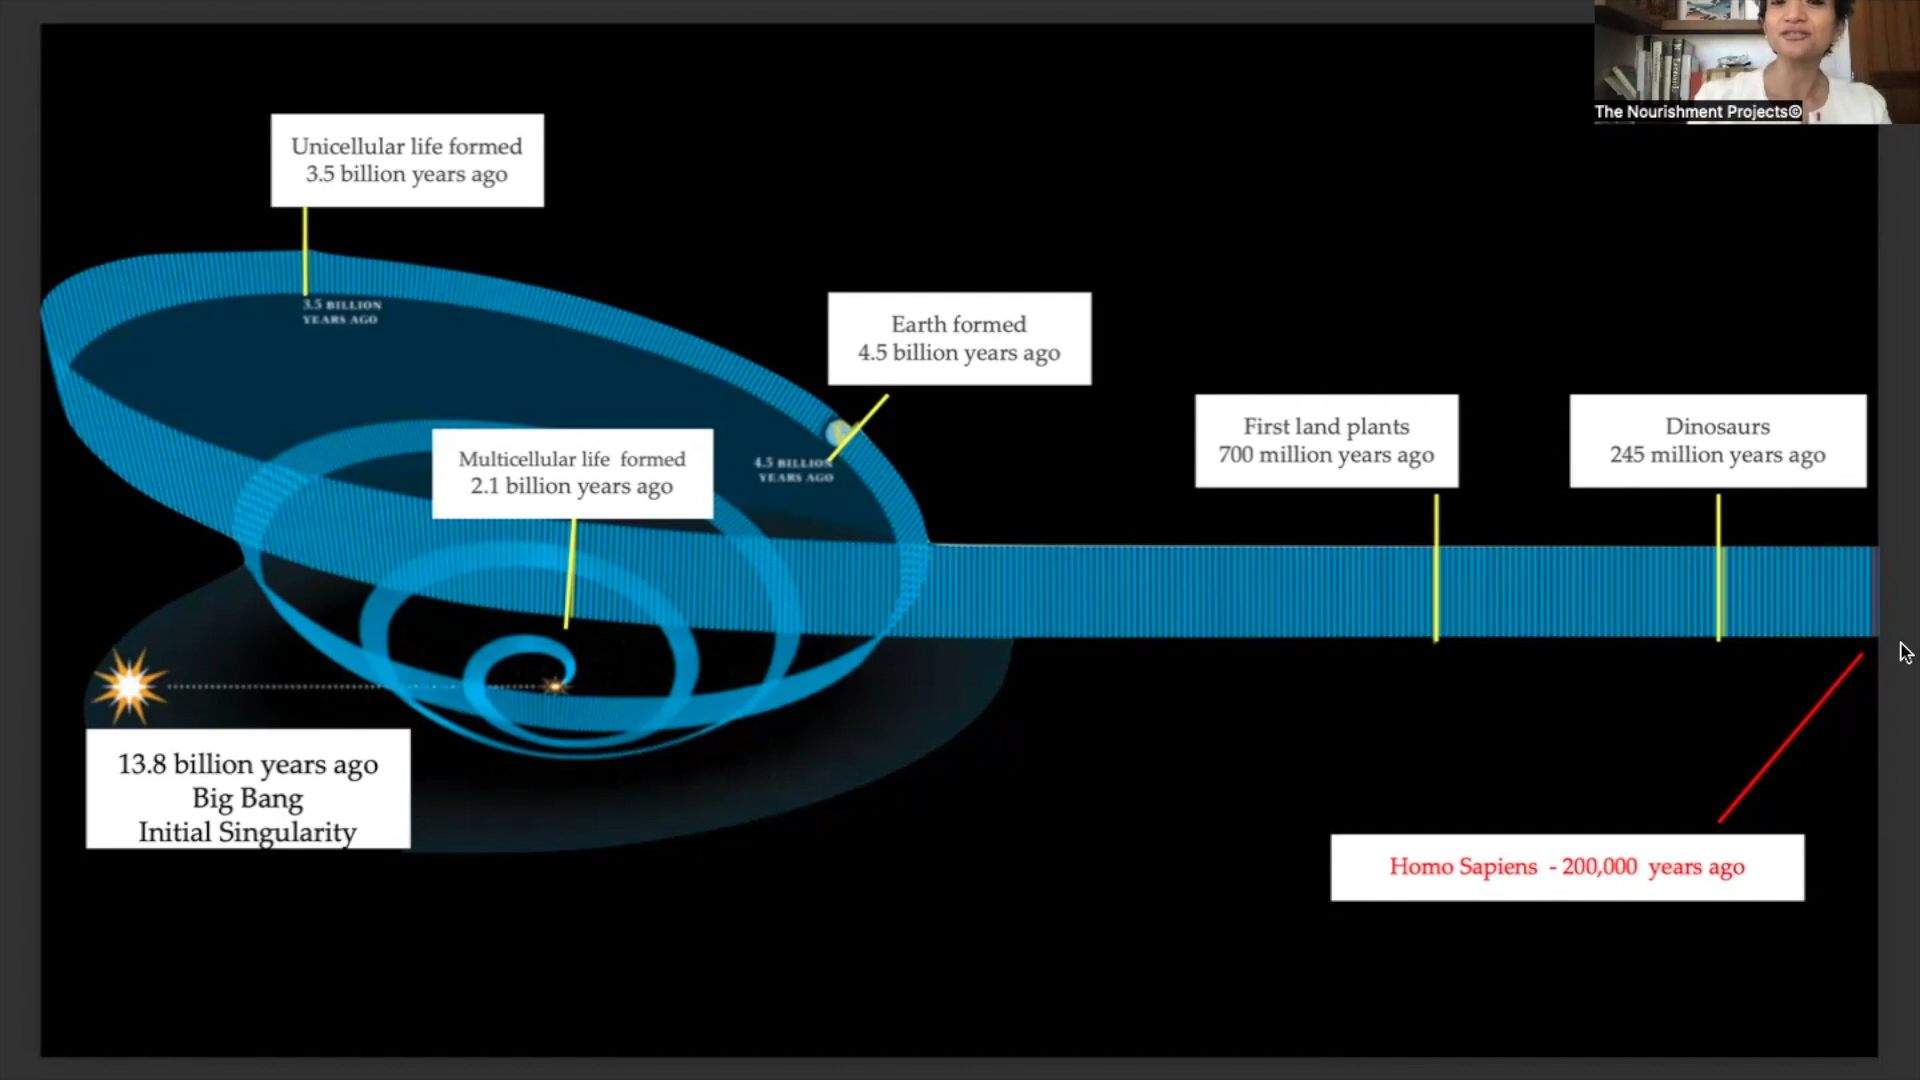 The Nourishment Projects©
Unicellular life formed
3.5 billion years ago
3.5 BILLION
YEARS AGO
Earth formed
4.5 billion years ago
4.5 BILLION
YEARS AGO
Multicellular life formed
2.1 billion years ago
First land plants
700 million years ago
Dinosaurs
245 million years ago
13.8 billion years ago
Big Bang
Initial Singularity
Homo Sapiens - 200,000 years ago